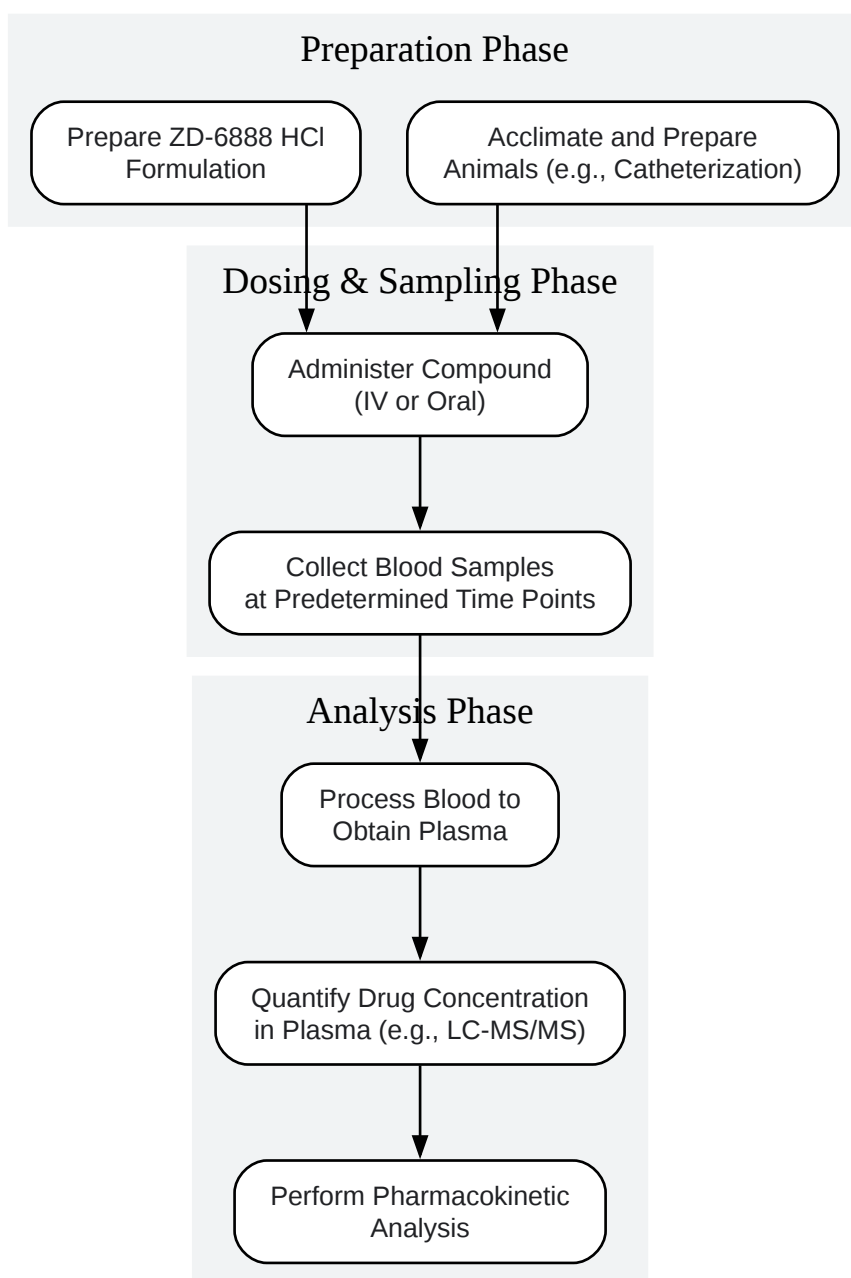 Preparation Phase
Prepare ZD-6888 HCl
Formulation
Acclimate and Prepare
Animals (e.g., Catheterization)
Dosing & Sampling Phase
Administer Compound
(IV or Oral)
Collect Blood Samples
at Predetermined Time Points
Analysis Phase
Process Blood to
Obtain Plasma
Quantify Drug Concentration
in Plasma (e.g., LC-MS/MS)
Perform Pharmacokinetic
Analysis